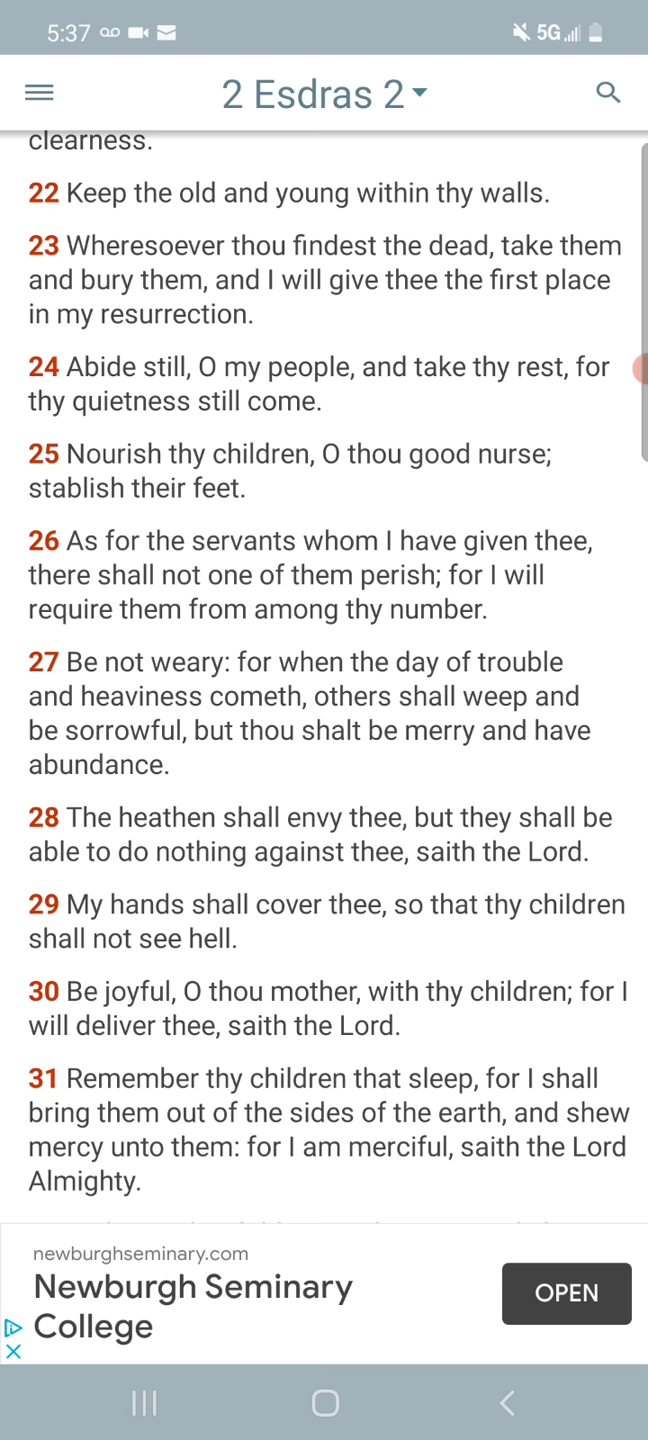 5:37
5G
2 Esdras 2
clearness.
22 Keep the old and young within thy walls.
23 Wheresoever thou findest the dead, take them
and bury them, and I will give thee the first place
in my resurrection.
24 Abide still, O my people, and take thy rest, for
thy quietness still come.
25 Nourish thy children, O thou good nurse;
stablish their feet.
26 As for the servants whom I have given thee,
there shall not one of them perish; for I will
require them from among thy number.
27 Be not weary: for when the day of trouble
and heaviness cometh, others shall weep and
be sorrowful, but thou shalt be merry and have
abundance.
28 The heathen shall envy thee, but they shall be
able to do nothing against thee, saith the Lord.
29 My hands shall cover thee, so that thy children
shall not see hell.
30 Be joyful, O thou mother, with thy children; for I
will deliver thee, saith the Lord.
31 Remember thy children that sleep, for I shall
bring them out of the sides of the earth, and shew
mercy unto them: for I am merciful, saith the Lord
Almighty.
newburghseminary.com
Newburgh Seminary
College
OPEN